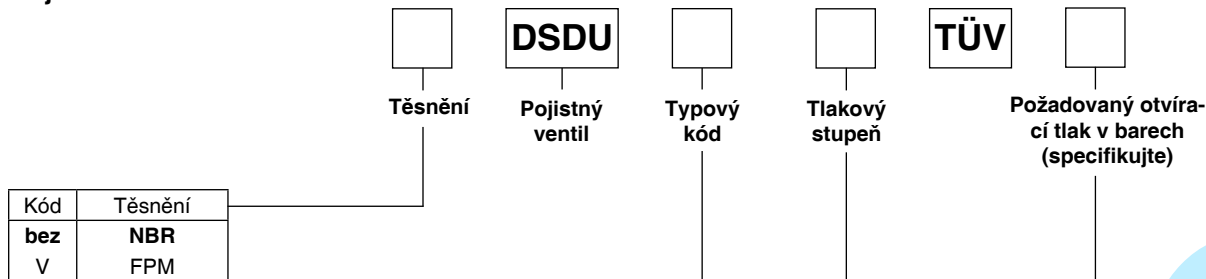 DSDU
TÜV
Těsnění
Pojistný
ventil
Typový
kód
Tlakový
stupeň
Požadovaný otvíra-
cí tlak v barech
(specifikujte)
Kód Těsnění
bez NBR
V FPM